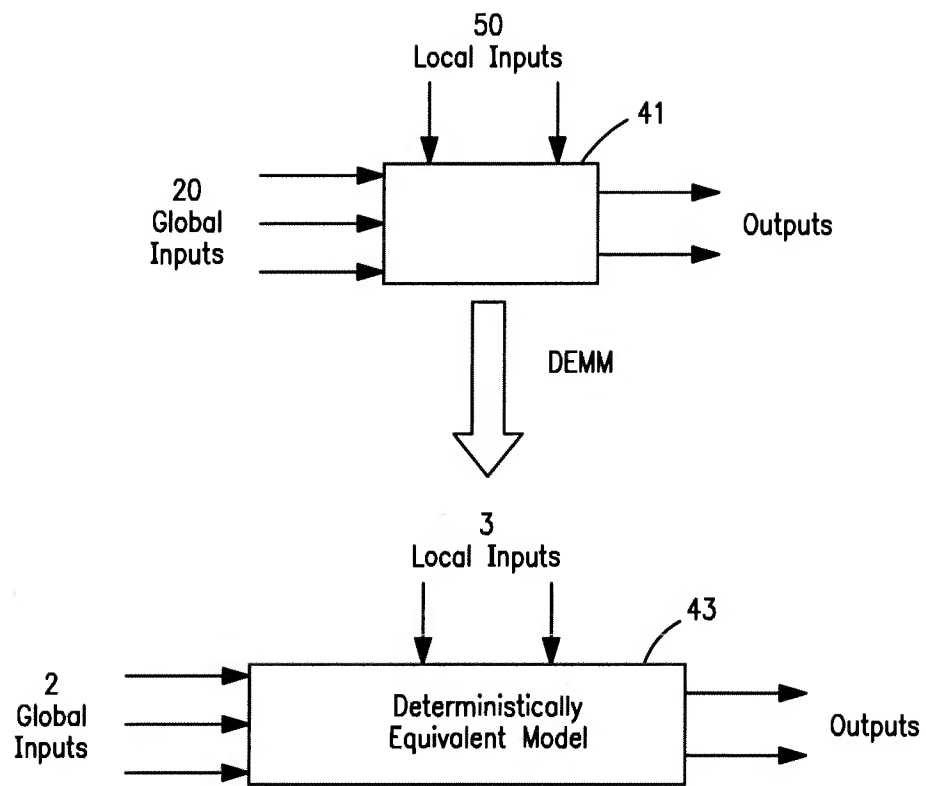 50
Local Inputs
41
20
Global
Inputs
Outputs
DEMM
3
Local Inputs
43
2
Global
Inputs
Deterministically
Equivalent Model
Outputs